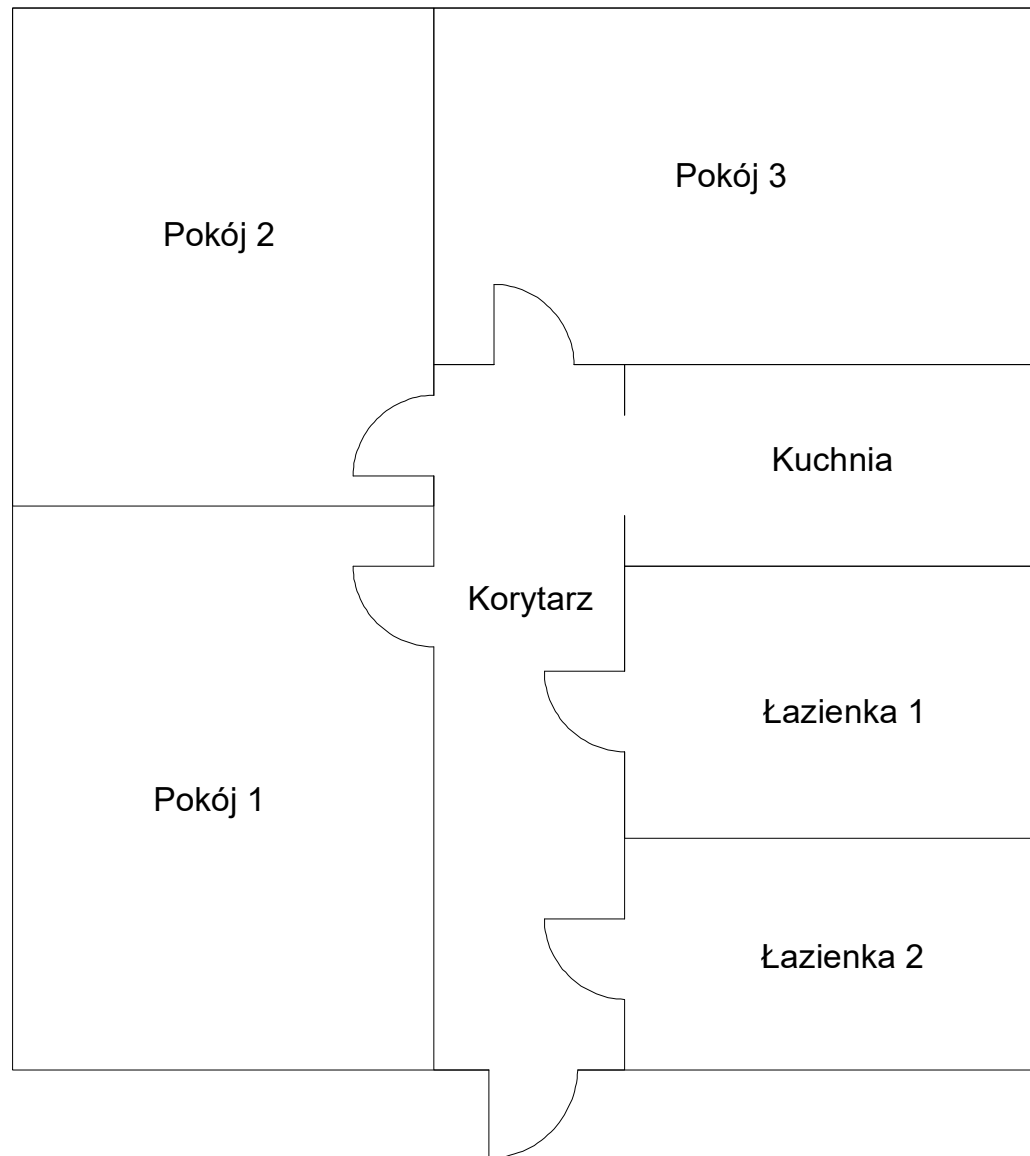 Pokój 3
Pokój 2
Kuchnia
Korytarz
Łazienka 1
Pokój 1
Łazienka 2